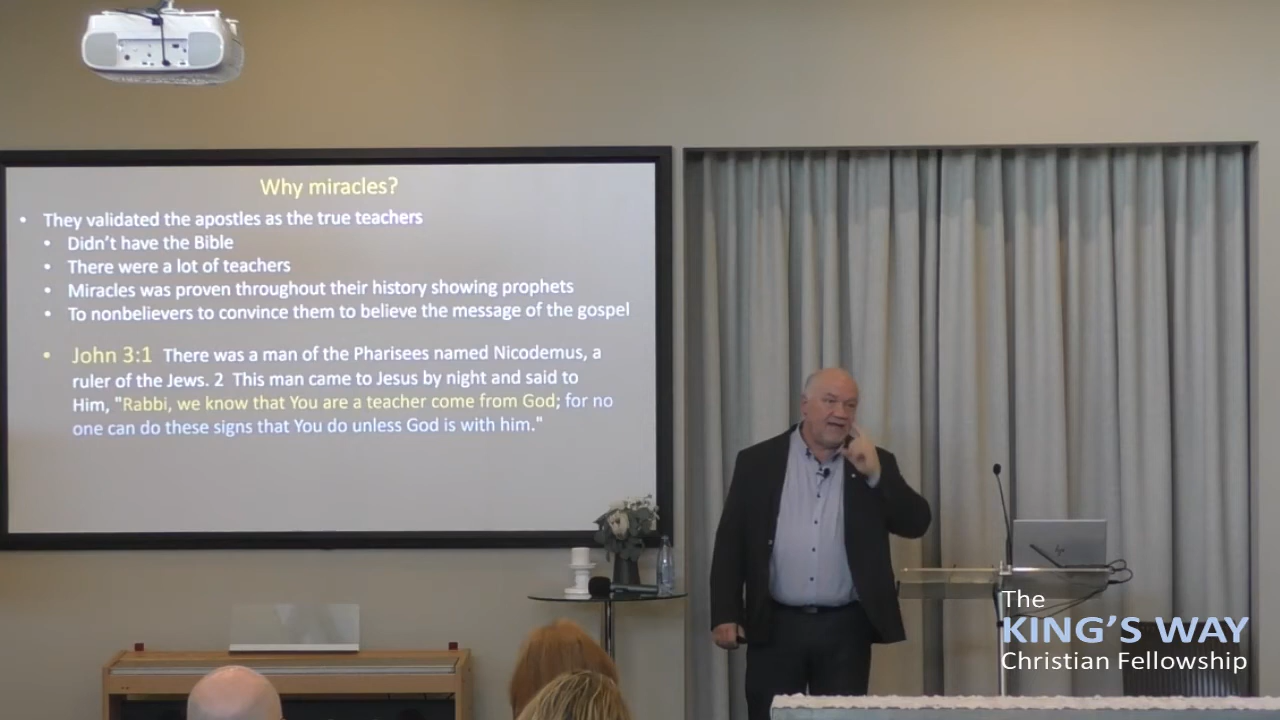 Why miracles?
• They validated the apostles as the true teachers
• Didn't have the Bible
• There were a lot of teachers
• Miracles was proven throughout their history showing prophets
• To nonbelievers to convince them to believe the message of the gospel
• John 3:1 There was a man of the Pharisees named Nicodemus, a
ruler of the Jews. 2 This man came to Jesus by night and said to
Him, "Rabbi, we know that You are a teacher come from God; for no
one can do these signs that You do unless God is with him."
hp
The
KING'S WAY
Christian Fellowship